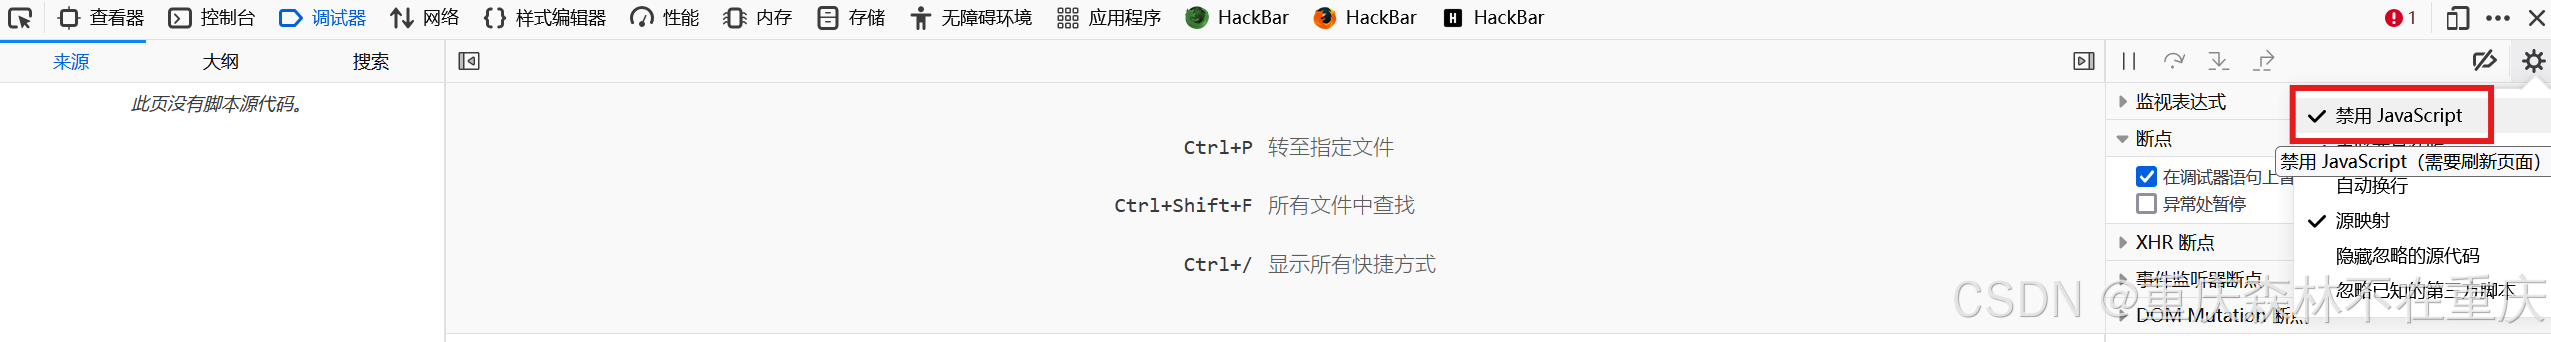 查看器 控制台 调试器 网络 样式编辑器 性能 内存 存储 无障碍环境 应用程序 HackBar HackBar HackBar 1
来源 大纲 搜索
此页没有脚本源代码。
Ctrl+P 转至指定文件
Ctrl+Shift+F 所有文件中查找
Ctrl+/ 显示所有快捷方式
监视表达式
断点
在调试器语句上暂
异常处暂停
XHR 断点
事件监听器断点
DOM Mutation 断点
禁用 JavaScript
禁用 JavaScript（需要刷新页面）
自动换行
源映射
隐藏忽略的源代码
忽略已知的第三方脚本
CSDN @重庆森林不在重庆